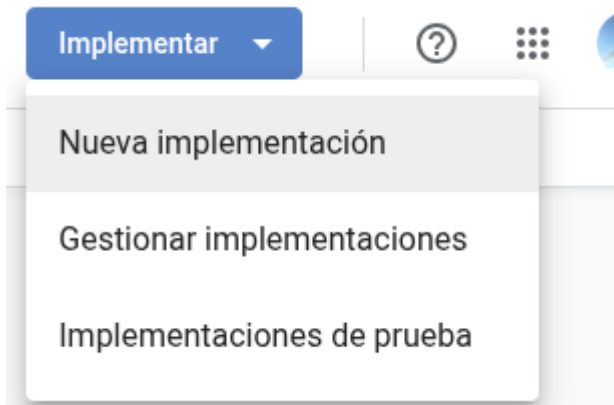 Implementar
Nueva implementación
Gestionar implementaciones
Implementaciones de prueba